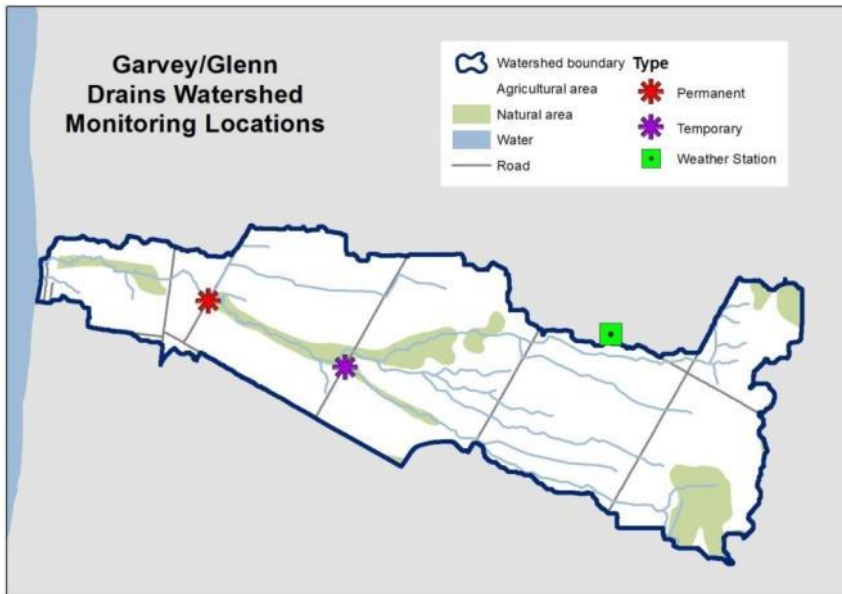 Garvey/Glenn
Drains Watershed
Monitoring Locations
Watershed boundary
Agricultural area
Natural area
Water
Road
Type
Permanent
Temporary
Weather Station